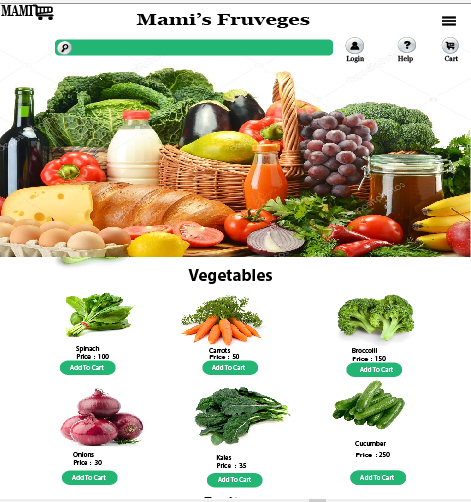 MAMI
Mami's Fruveges
Login
Help
Cart
Vegetables
Spinach
Price : 100
Add To Cart
Carrots
Price : 50
Add To Cart
Broccolli
Price : 150
Add To Cart
Onions
Price : 30
Add To Cart
Kales
Price : 35
Add To Cart
Cucumber
Price : 250
Add To Cart